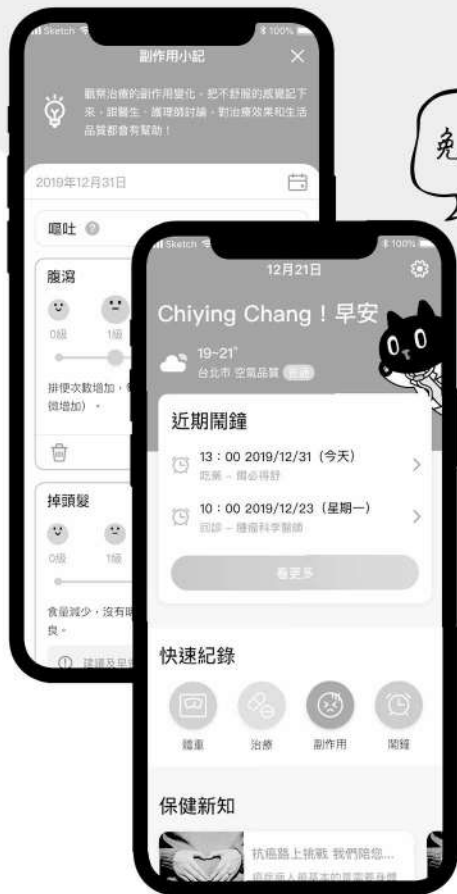 Sketch
100%
副作用小記
觀察治療的副作用變化，把不舒服的感覺記下
來，跟醫生、護理師討論，對治療效果和生活
品質都會有幫助！
2019年12月31日
嘔吐
腹瀉
0級
1級
排便次數增加，
微增加）。
掉頭髮
0級
1級
食量減少，沒有
良。
建議及早
免
Sketch
100%
12月21日
Chiying Chang！早安
19~21°
台北市 空氣品質 普通
近期鬧鐘
13：00 2019/12/31（今天）
吃藥 – 爾必得舒
10：00 2019/12/23（星期一）
回診 – 腫瘤科李醫師
看更多
快速紀錄
體重
治療
副作用
鬧鐘
保健新知
抗癌路上挑戰 我們陪您...